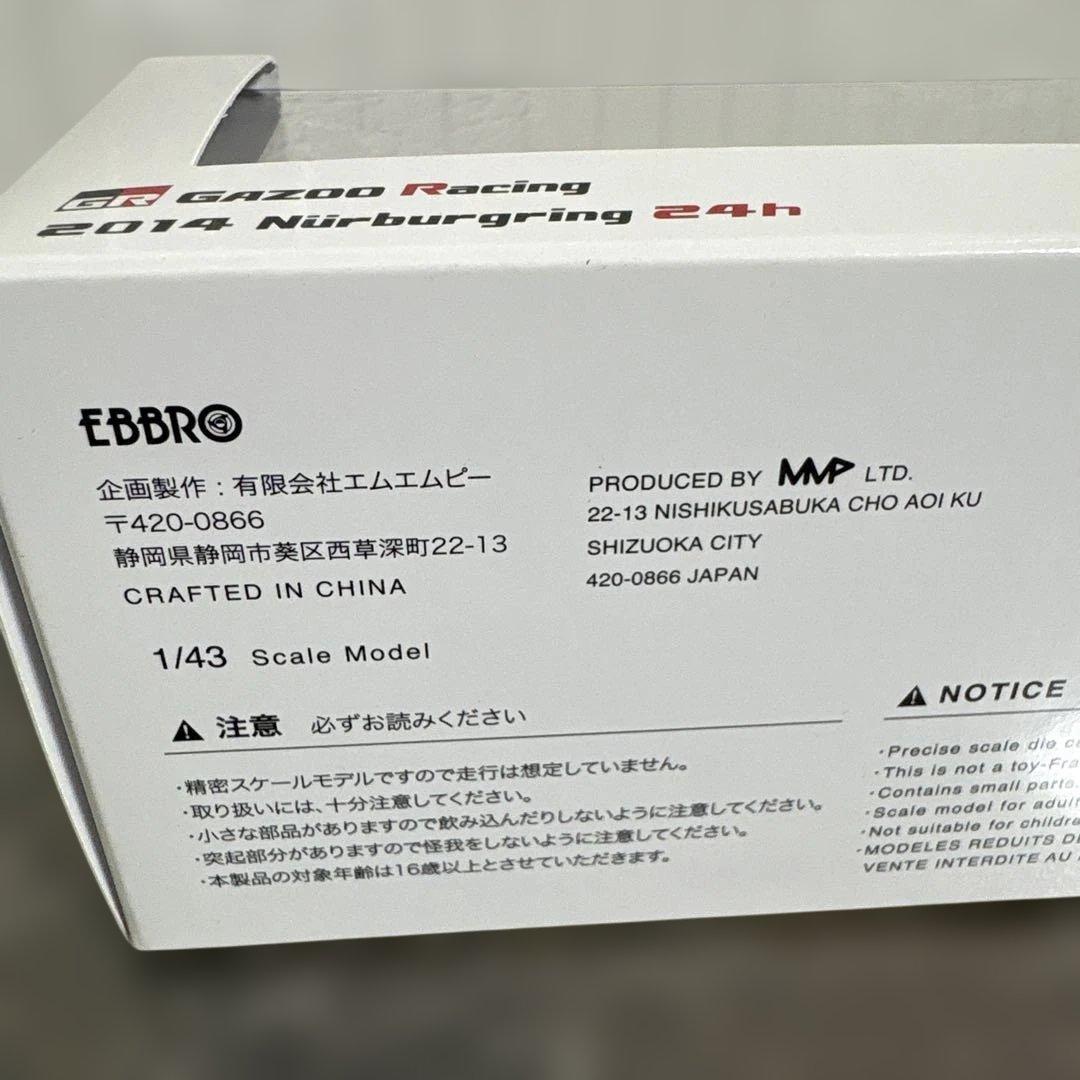 GR GAZOO Racing
2014 Nürburgring 24h
EBBRO
企画製作：有限会社エムエムピー
〒420-0866
静岡県静岡市葵区西草深町22-13
CRAFTED IN CHINA
PRODUCED BY MMP LTD.
22-13 NISHIKUSABUKA CHO AOI KU
SHIZUOKA CITY
420-0866 JAPAN
1/43 Scale Model
注意 必ずお読みください
・精密スケールモデルですので走行は想定していません。
・取り扱いには、十分注意してください。
・小さな部品がありますので飲み込んだりしないように注意してください。
・突起部分がありますので怪我をしないように注意してください。
・本製品の対象年齢は16歳以上とさせていただきます。
NOTICE
・Precise scale die
・This is not a toy-
・Contains small parts.
・Scale model for
・Not suitable for
・MODELES REDUITS
VENTE INTERDITE AU